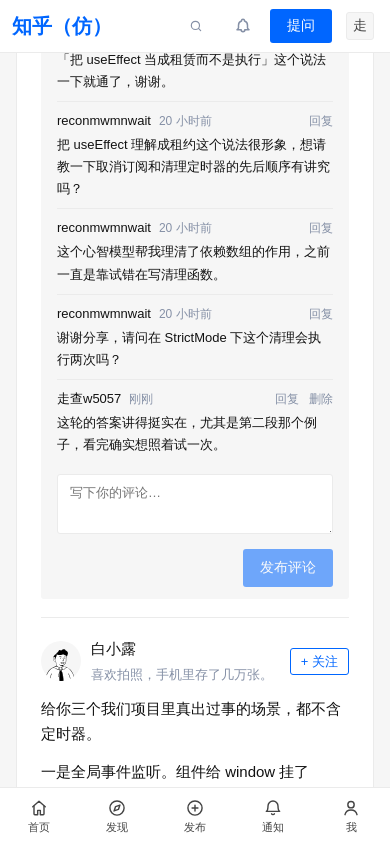 知乎（仿）
提问
走
「把 useEffect 当成租赁而不是执行」这个说法
一下就通了，谢谢。
reconmwmnwait 20 小时前 回复
把 useEffect 理解成租约这个说法很形象，想请
教一下取消订阅和清理定时器的先后顺序有讲究
吗？
reconmwmnwait 20 小时前 回复
这个心智模型帮我理清了依赖数组的作用，之前
一直是靠试错在写清理函数。
reconmwmnwait 20 小时前 回复
谢谢分享，请问在 StrictMode 下这个清理会执
行两次吗？
走查w5057 刚刚 回复 删除
这轮的答案讲得挺实在，尤其是第二段那个例
子，看完确实想照着试一次。
写下你的评论…
发布评论
白小露
喜欢拍照，手机里存了几万张。
+ 关注
给你三个我们项目里真出过事的场景，都不含
定时器。
一是全局事件监听。组件给 window 挂了
首页 发现 发布 通知 我